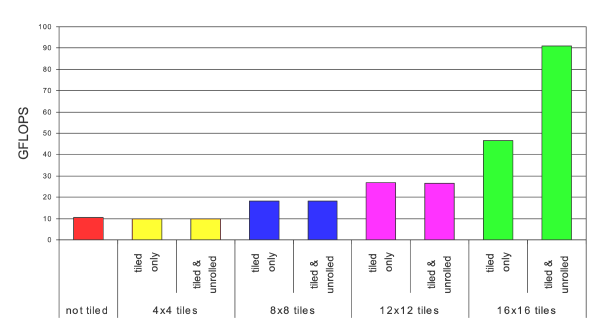 100
90
80
70
60
50
40
30
20
10
0
GFLOPS
tiled
only
tiled &
unrolled
tiled
only
tiled &
unrolled
tiled
only
tiled &
unrolled
tiled
only
tiled &
unrolled
not tiled
4x4 tiles
8x8 tiles
12x12 tiles
16x16 tiles